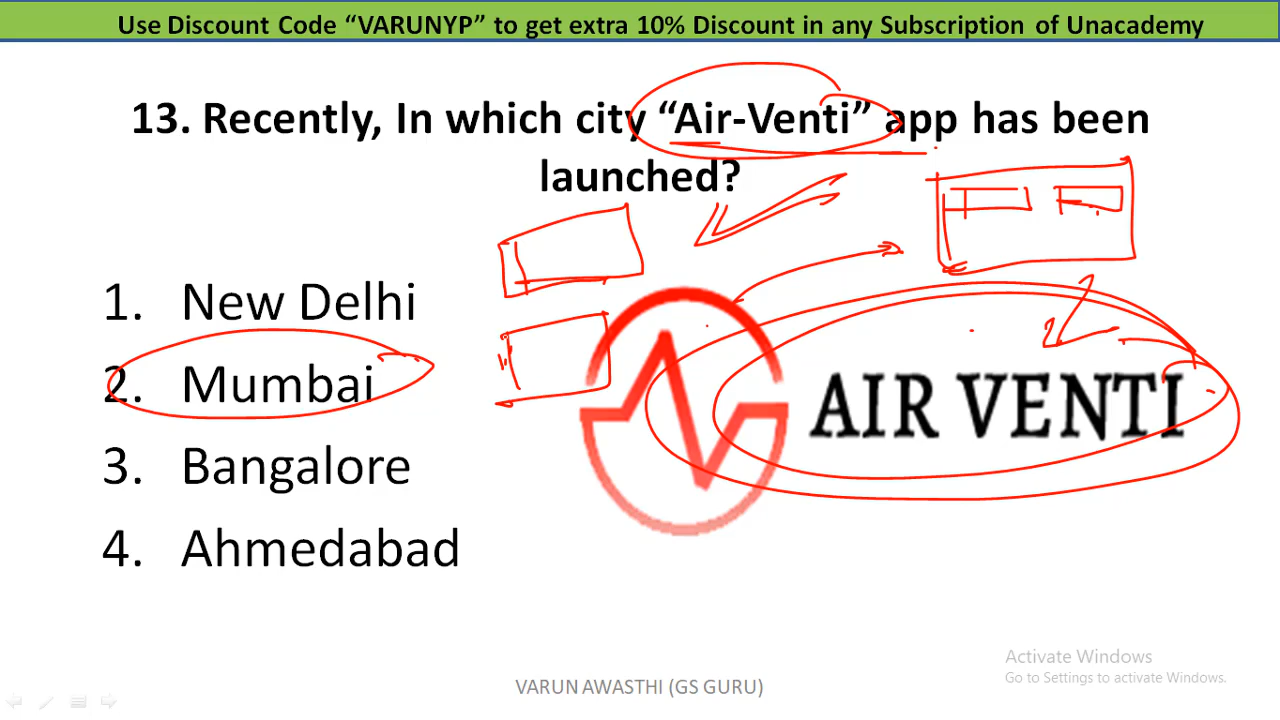 Use Discount Code “VARUNYP” to get extra 10% Discount in any Subscription of Unacademy
13. Recently, In which city “Air-Venti” app has been
launched?
1. New Delhi
2. Mumbai
3. Bangalore
4. Ahmedabad
AIR VENTI
Activate Windows
Go to Settings to activate Windows.
VARUN AWASTHI (GS GURU)